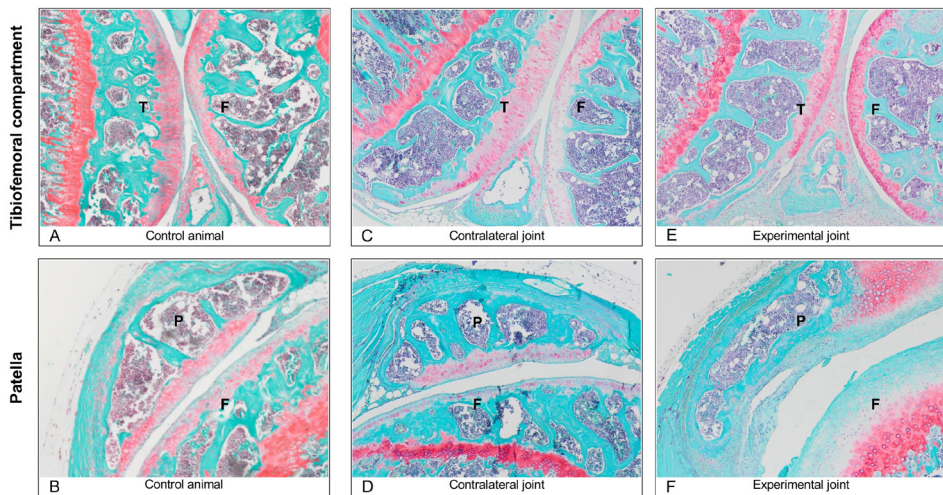 Tibiofemoral compartment
T F
A Control animal
T F
C Contralateral joint
T F
E Experimental joint
Patella
P
F
B Control animal
P
F
D Contralateral joint
P
F
F Experimental joint